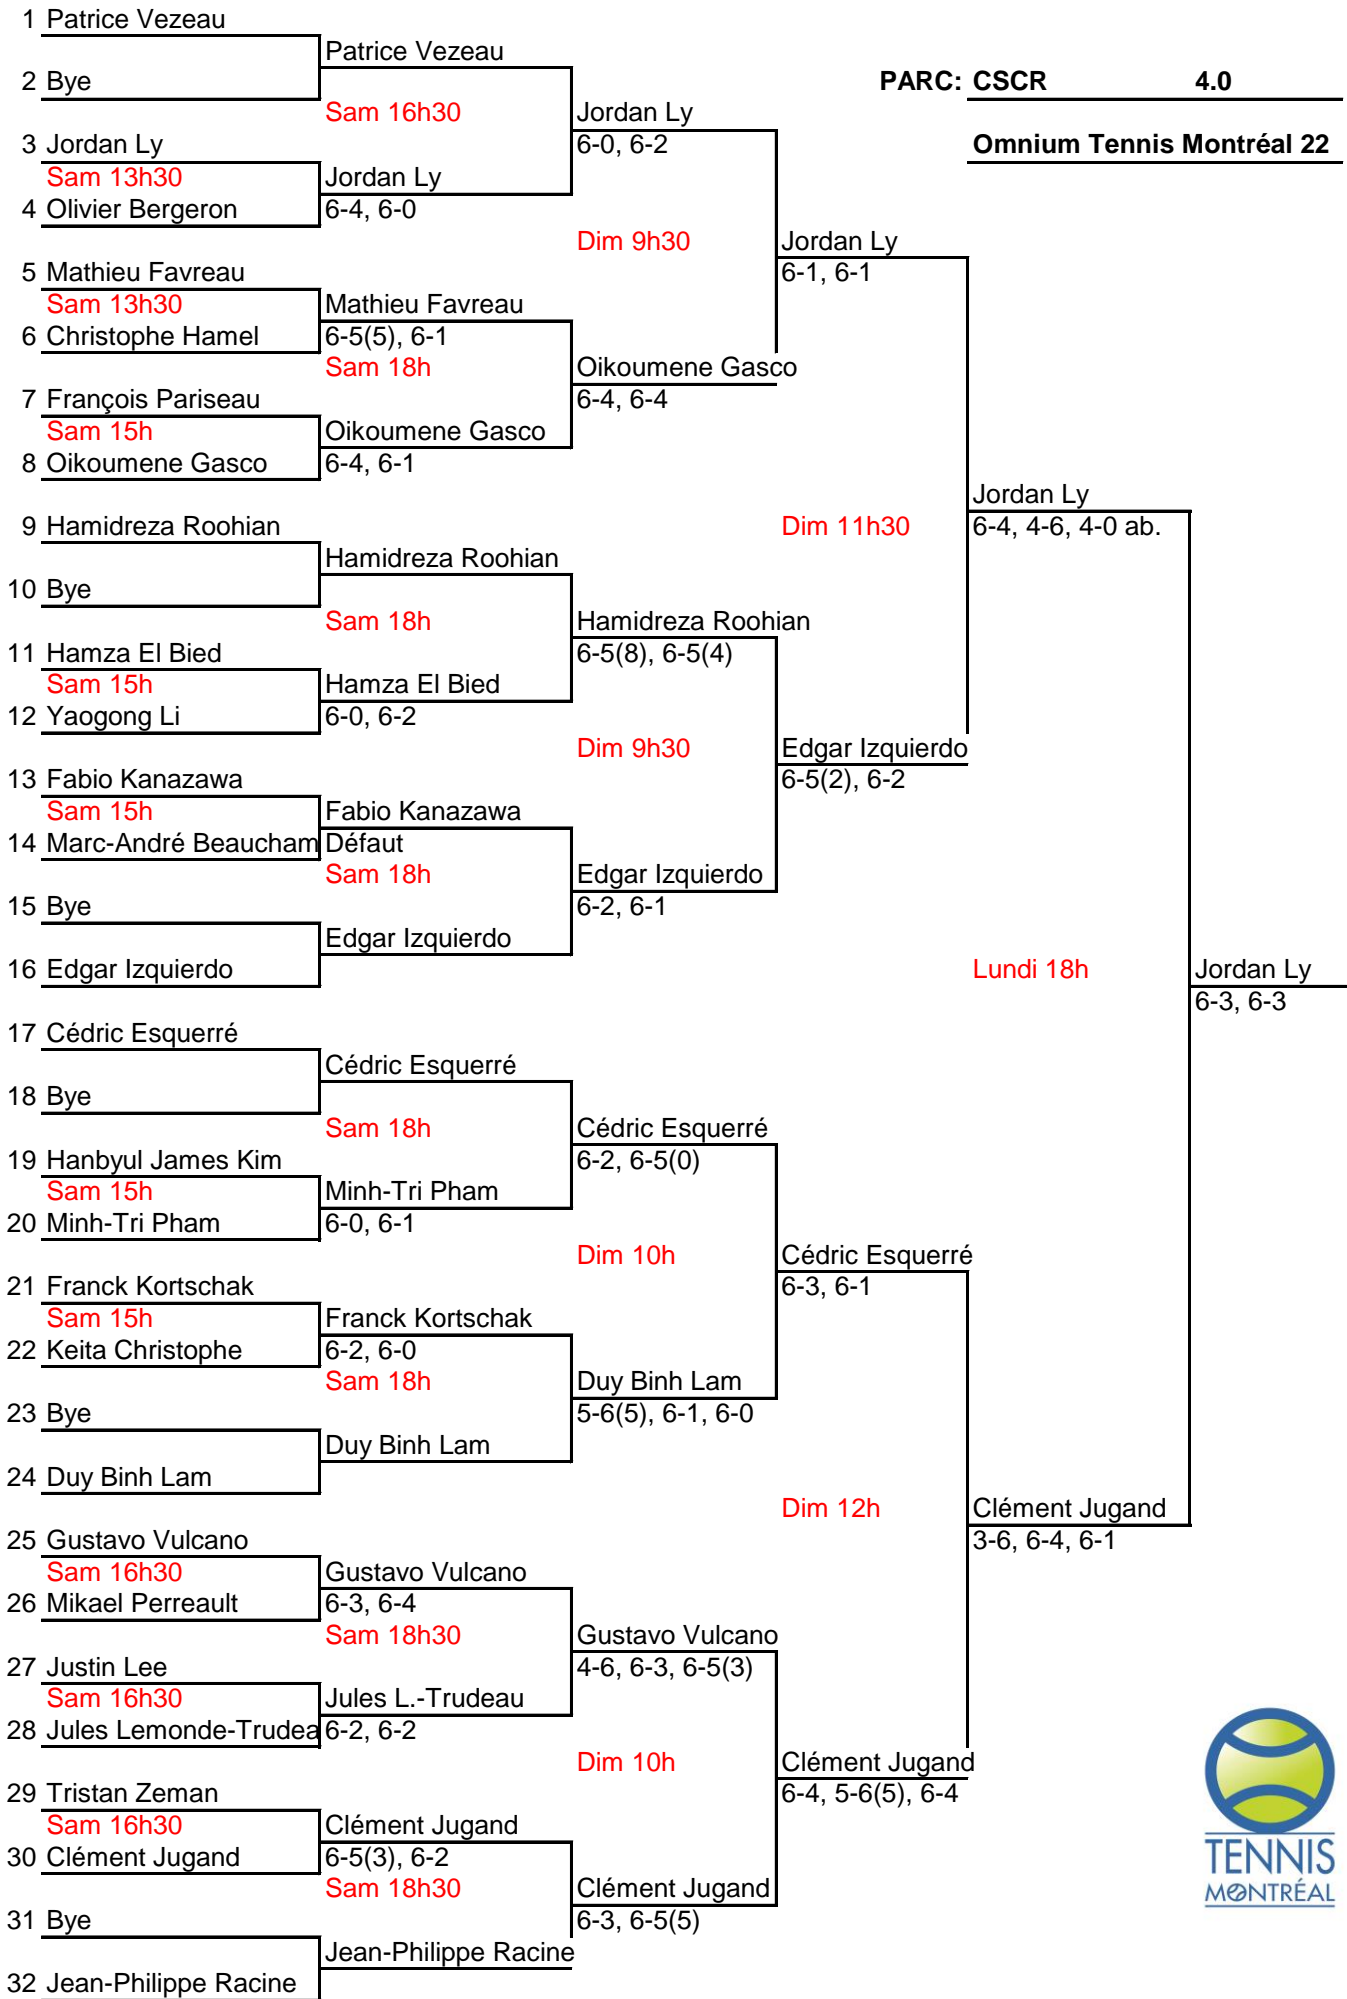 1 Patrice Vezeau
Patrice Vezeau
2 Bye
PARC: CSCR 4.0
Sam 16h30
Jordan Ly
3 Jordan Ly
6-0, 6-2
Omnium Tennis Montréal 22
Sam 13h30
Jordan Ly
4 Olivier Bergeron
6-4, 6-0
Dim 9h30
Jordan Ly
5 Mathieu Favreau
6-1, 6-1
Sam 13h30
Mathieu Favreau
6 Christophe Hamel
6-5(5), 6-1
Sam 18h
Oikoumene Gasco
7 François Pariseau
6-4, 6-4
Sam 15h
Oikoumene Gasco
8 Oikoumene Gasco
6-4, 6-1
Jordan Ly
9 Hamidreza Roohian
Dim 11h30
6-4, 4-6, 4-0 ab.
Hamidreza Roohian
10 Bye
Sam 18h
Hamidreza Roohian
11 Hamza El Bied
6-5(8), 6-5(4)
Sam 15h
Hamza El Bied
12 Yaogong Li
6-0, 6-2
Dim 9h30
Edgar Izquierdo
13 Fabio Kanazawa
6-5(2), 6-2
Sam 15h
Fabio Kanazawa
14 Marc-André Beaucham
Défaut
Sam 18h
Edgar Izquierdo
15 Bye
6-2, 6-1
Edgar Izquierdo
16 Edgar Izquierdo
Lundi 18h
Jordan Ly
6-3, 6-3
17 Cédric Esquerré
Cédric Esquerré
18 Bye
Sam 18h
Cédric Esquerré
19 Hanbyul James Kim
6-2, 6-5(0)
Sam 15h
Minh-Tri Pham
20 Minh-Tri Pham
6-0, 6-1
Dim 10h
Cédric Esquerré
21 Franck Kortschak
6-3, 6-1
Sam 15h
Franck Kortschak
22 Keita Christophe
6-2, 6-0
Sam 18h
Duy Binh Lam
23 Bye
5-6(5), 6-1, 6-0
Duy Binh Lam
24 Duy Binh Lam
Dim 12h
Clément Jugand
25 Gustavo Vulcano
3-6, 6-4, 6-1
Sam 16h30
Gustavo Vulcano
26 Mikael Perreault
6-3, 6-4
Sam 18h30
Gustavo Vulcano
27 Justin Lee
4-6, 6-3, 6-5(3)
Sam 16h30
Jules L.-Trudeau
28 Jules Lemonde-Trudea
6-2, 6-2
Dim 10h
Clément Jugand
29 Tristan Zeman
6-4, 5-6(5), 6-4
Sam 16h30
Clément Jugand
30 Clément Jugand
6-5(3), 6-2
Sam 18h30
Clément Jugand
31 Bye
6-3, 6-5(5)
Jean-Philippe Racine
32 Jean-Philippe Racine
TENNIS
MONTRÉAL